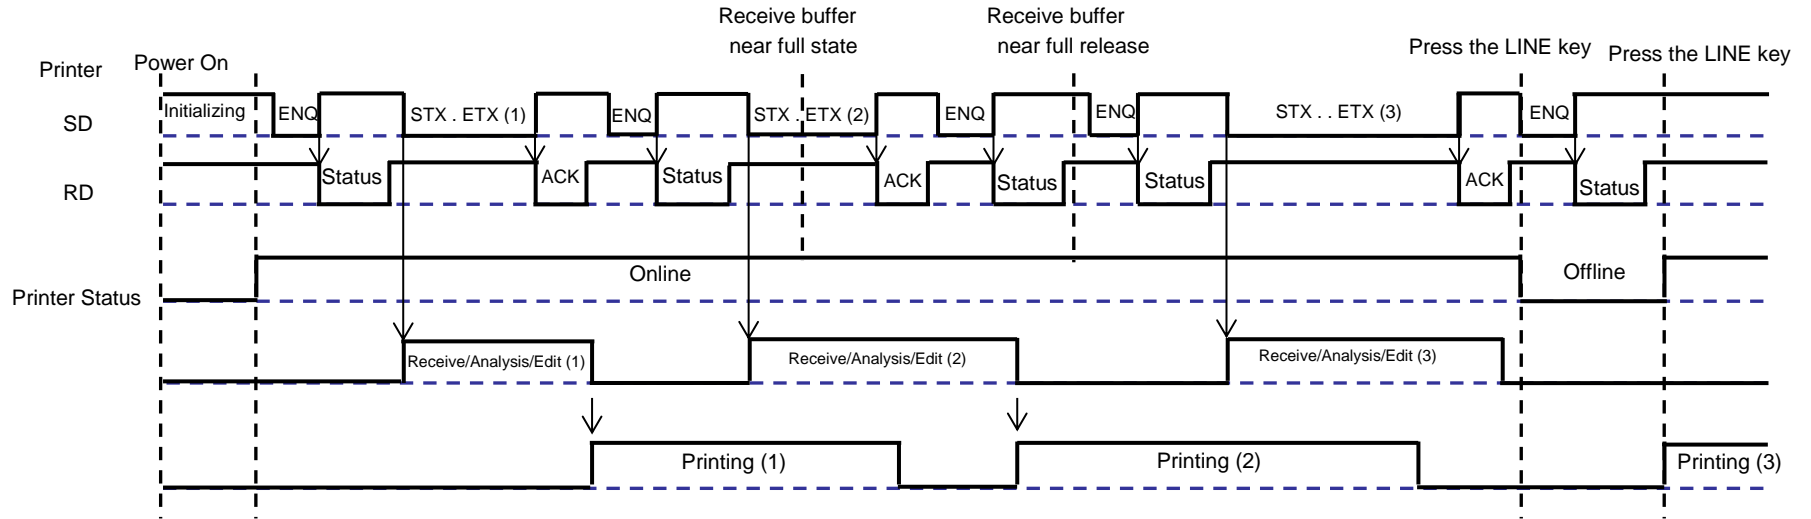 Receive buffer
near full state
Receive buffer
near full release
Press the LINE key
Press the LINE key
Printer
Power On
SD
Initializing
ENQ
STX . ETX (1)
ENQ
STX . ETX (2)
ENQ
ENQ
STX . . ETX (3)
ENQ
RD
Status
ACK
Status
ACK
Status
Status
ACK
Status
Printer Status
Online
Offline
Receive/Analysis/Edit (1)
Receive/Analysis/Edit (2)
Receive/Analysis/Edit (3)
Printing (1)
Printing (2)
Printing (3)